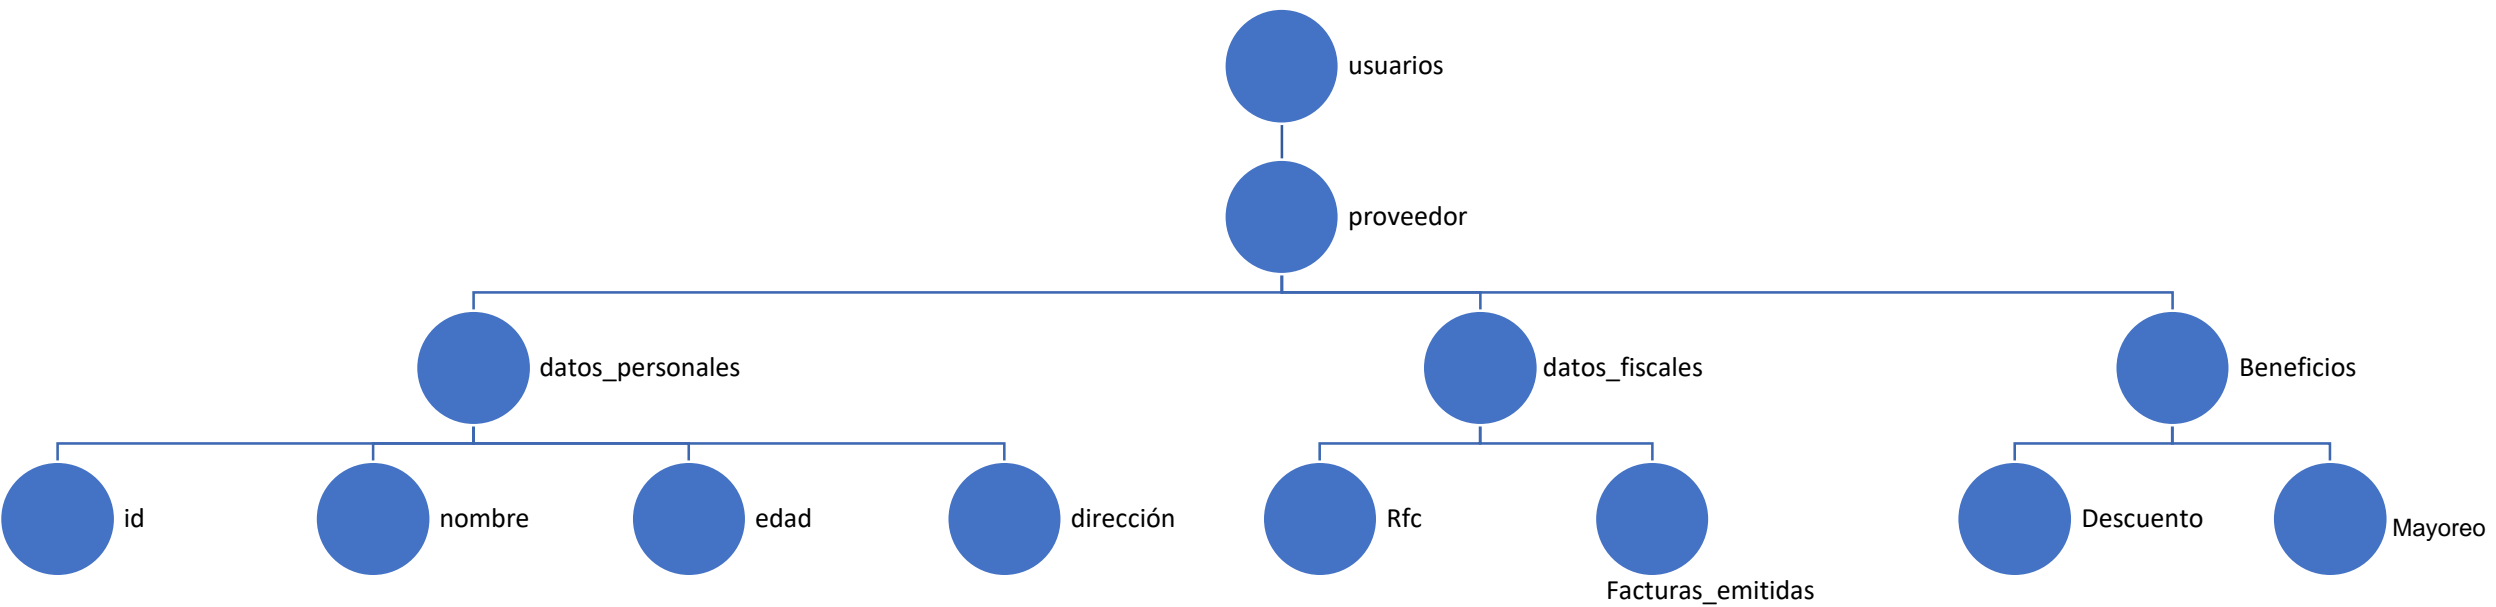 usuarios
proveedor
datos_personales
datos_fiscales
Beneficios
id
nombre
edad
dirección
Rfc
Facturas_emitidas
Descuento
Mayoreo